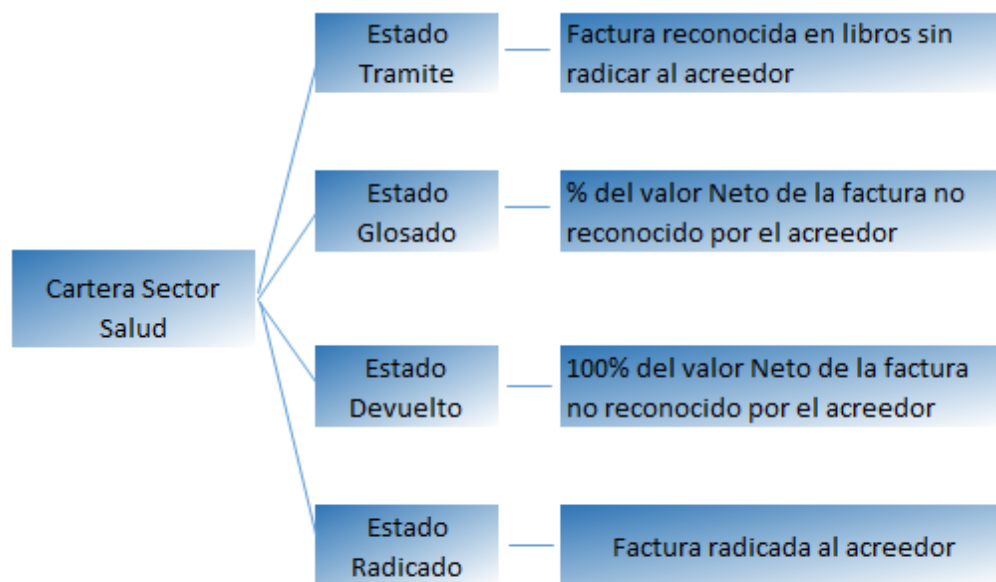 Estado
Tramite
Factura reconocida en libros sin
radicar al acreedor
Estado
Glosado
% del valor Neto de la factura no
reconocido por el acreedor
Cartera Sector
Salud
Estado
Devuelto
100% del valor Neto de la factura
no reconocido por el acreedor
Estado
Radicado
Factura radicada al acreedor